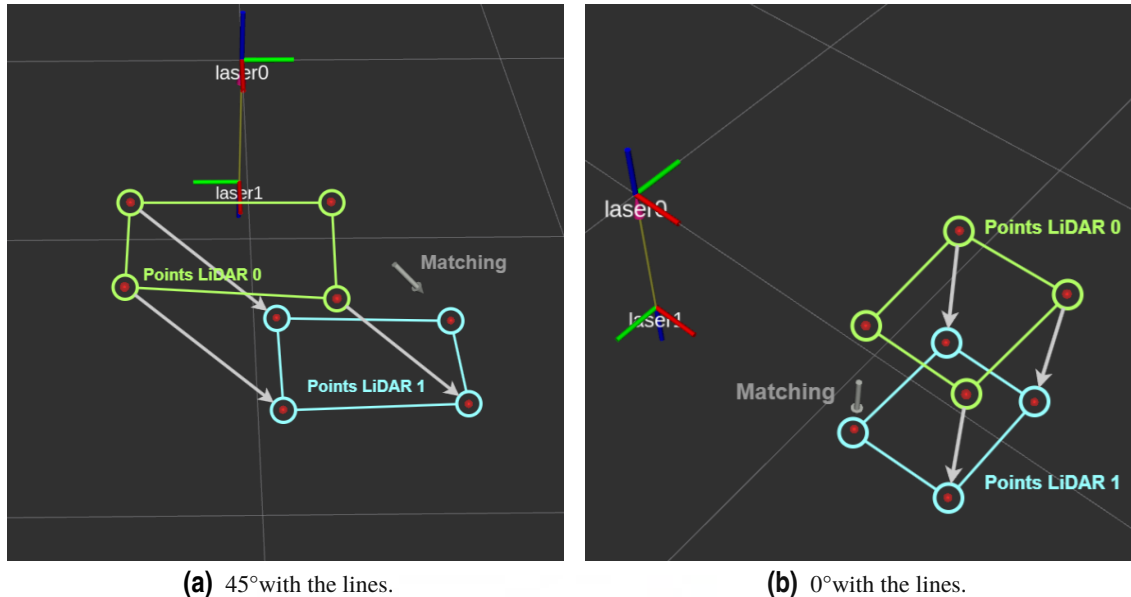 laser0
laser1
Points LiDAR 0
Matching
Points LiDAR 1
(a) 45°with the lines.
laser0
laser1
Points LiDAR 0
Matching
Points LiDAR 1
(b) 0°with the lines.